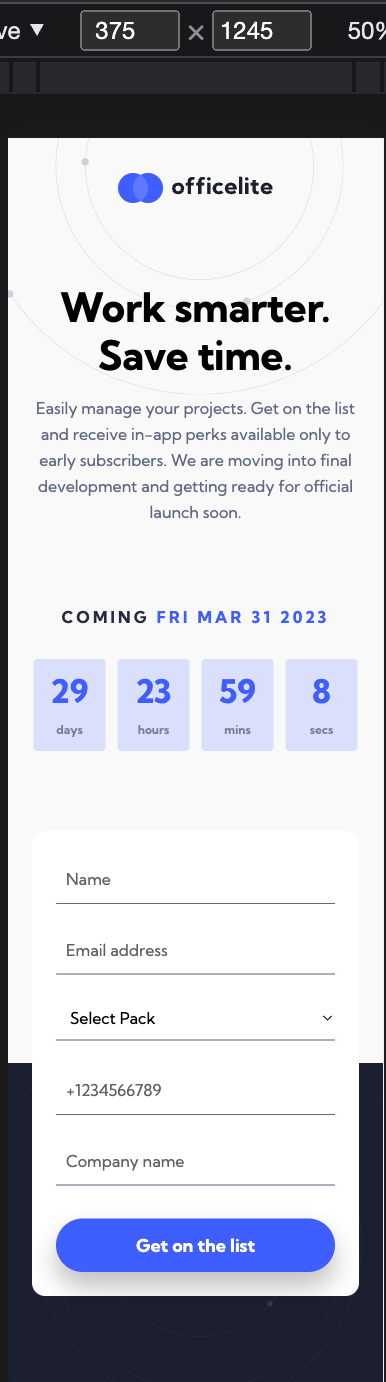 375 × 1245 50%
officelite
Work smarter.
Save time.
Easily manage your projects. Get on the list
and receive in-app perks available only to
early subscribers. We are moving into final
development and getting ready for official
launch soon.
COMING FRI MAR 31 2023
29 23 59 8
days hours mins secs
Name
Email address
Select Pack
+1234566789
Company name
Get on the list